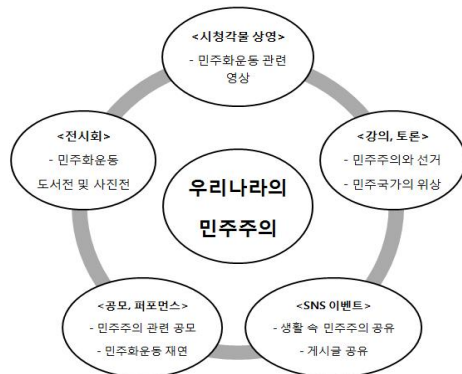 <시청각물 상영>
- 민주화운동 관련
영상
<전시회>
- 민주화운동
도서전 및 사진전
<강의, 토론>
- 민주주의와 선거
- 민주국가의 위상
우리나라의
민주주의
<공모, 퍼포먼스>
- 민주주의 관련 공모
- 민주화운동 재연
<SNS 이벤트>
- 생활 속 민주주의 공유
- 게시글 공유